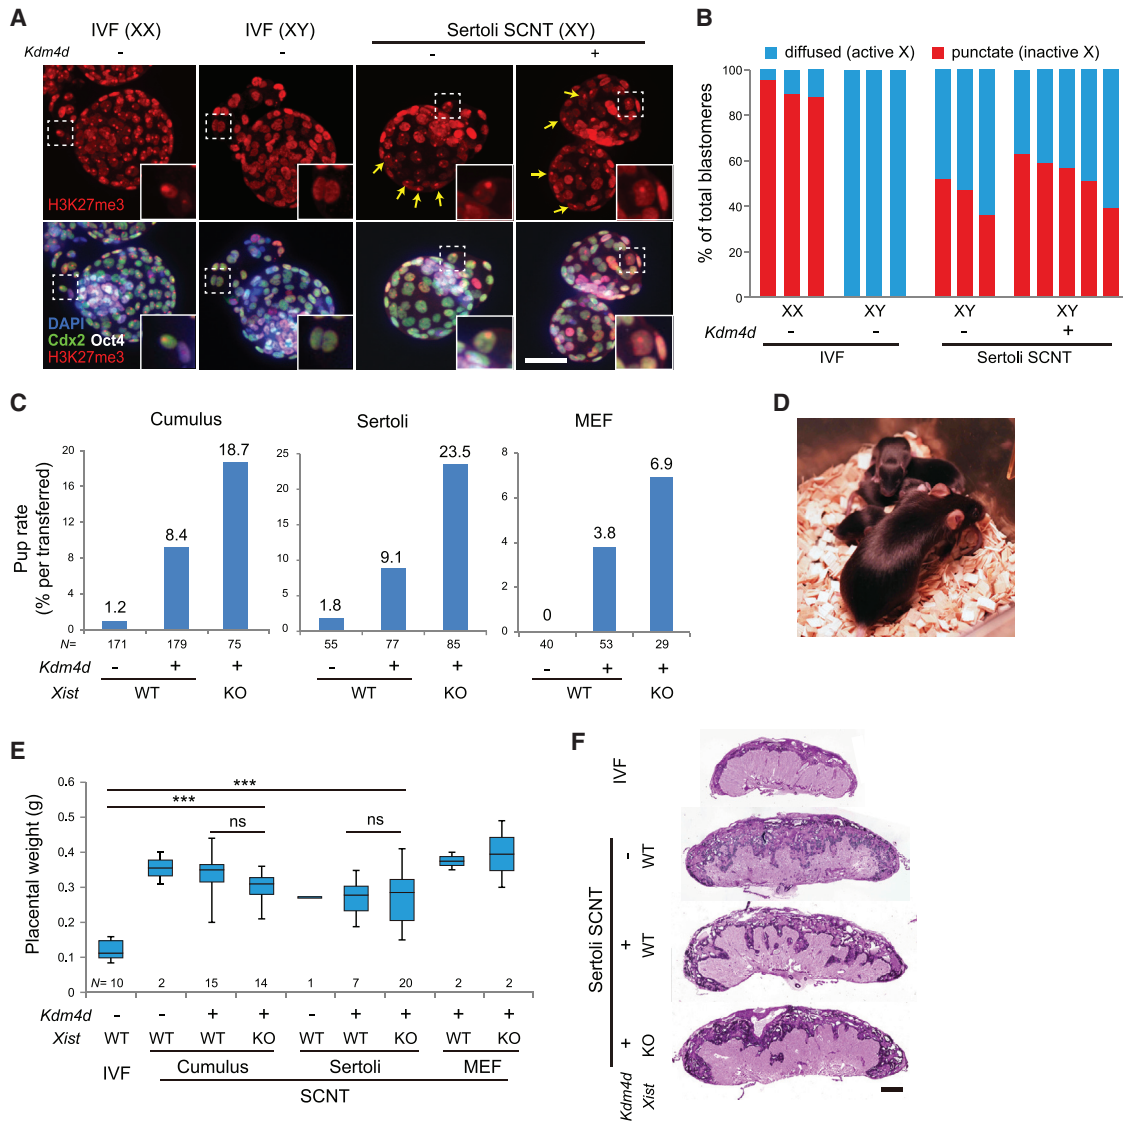 A
IVF (XX) IVF (XY) Sertoli SCNT (XY)
Kdm4d - - - +
H3K27me3
DAPI
Cdx2 Oct4
H3K27me3
B
diffused (active X) punctate (inactive X)
% of total blastomeres
100
80
60
40
20
0
XX XY XY XY
Kdm4d - - - +
IVF Sertoli SCNT
C
Pup rate
(% per transferred)
Cumulus
20
16
12
8
4
0
1.2 8.4 18.7
N= 171 179 75
Kdm4d - + +
Xist WT KO
Sertoli
25
20
15
10
5
0
1.8 9.1 23.5
55 77 85
- + +
WT KO
MEF
8
6
4
2
0
0 3.8 6.9
40 53 29
- + +
WT KO
D
E
Placental weight (g)
0.6
0.5
0.4
0.3
0.2
0.1
0
*** 
***
ns ns
N= 10 2 15 14 1 7 20 2 2
Kdm4d - - + + - + + + +
Xist WT WT WT KO WT WT KO WT KO
IVF Cumulus Sertoli MEF
SCNT
F
IVF
Sertoli SCNT
- WT
+ WT
+ KO
Kdm4d Xist